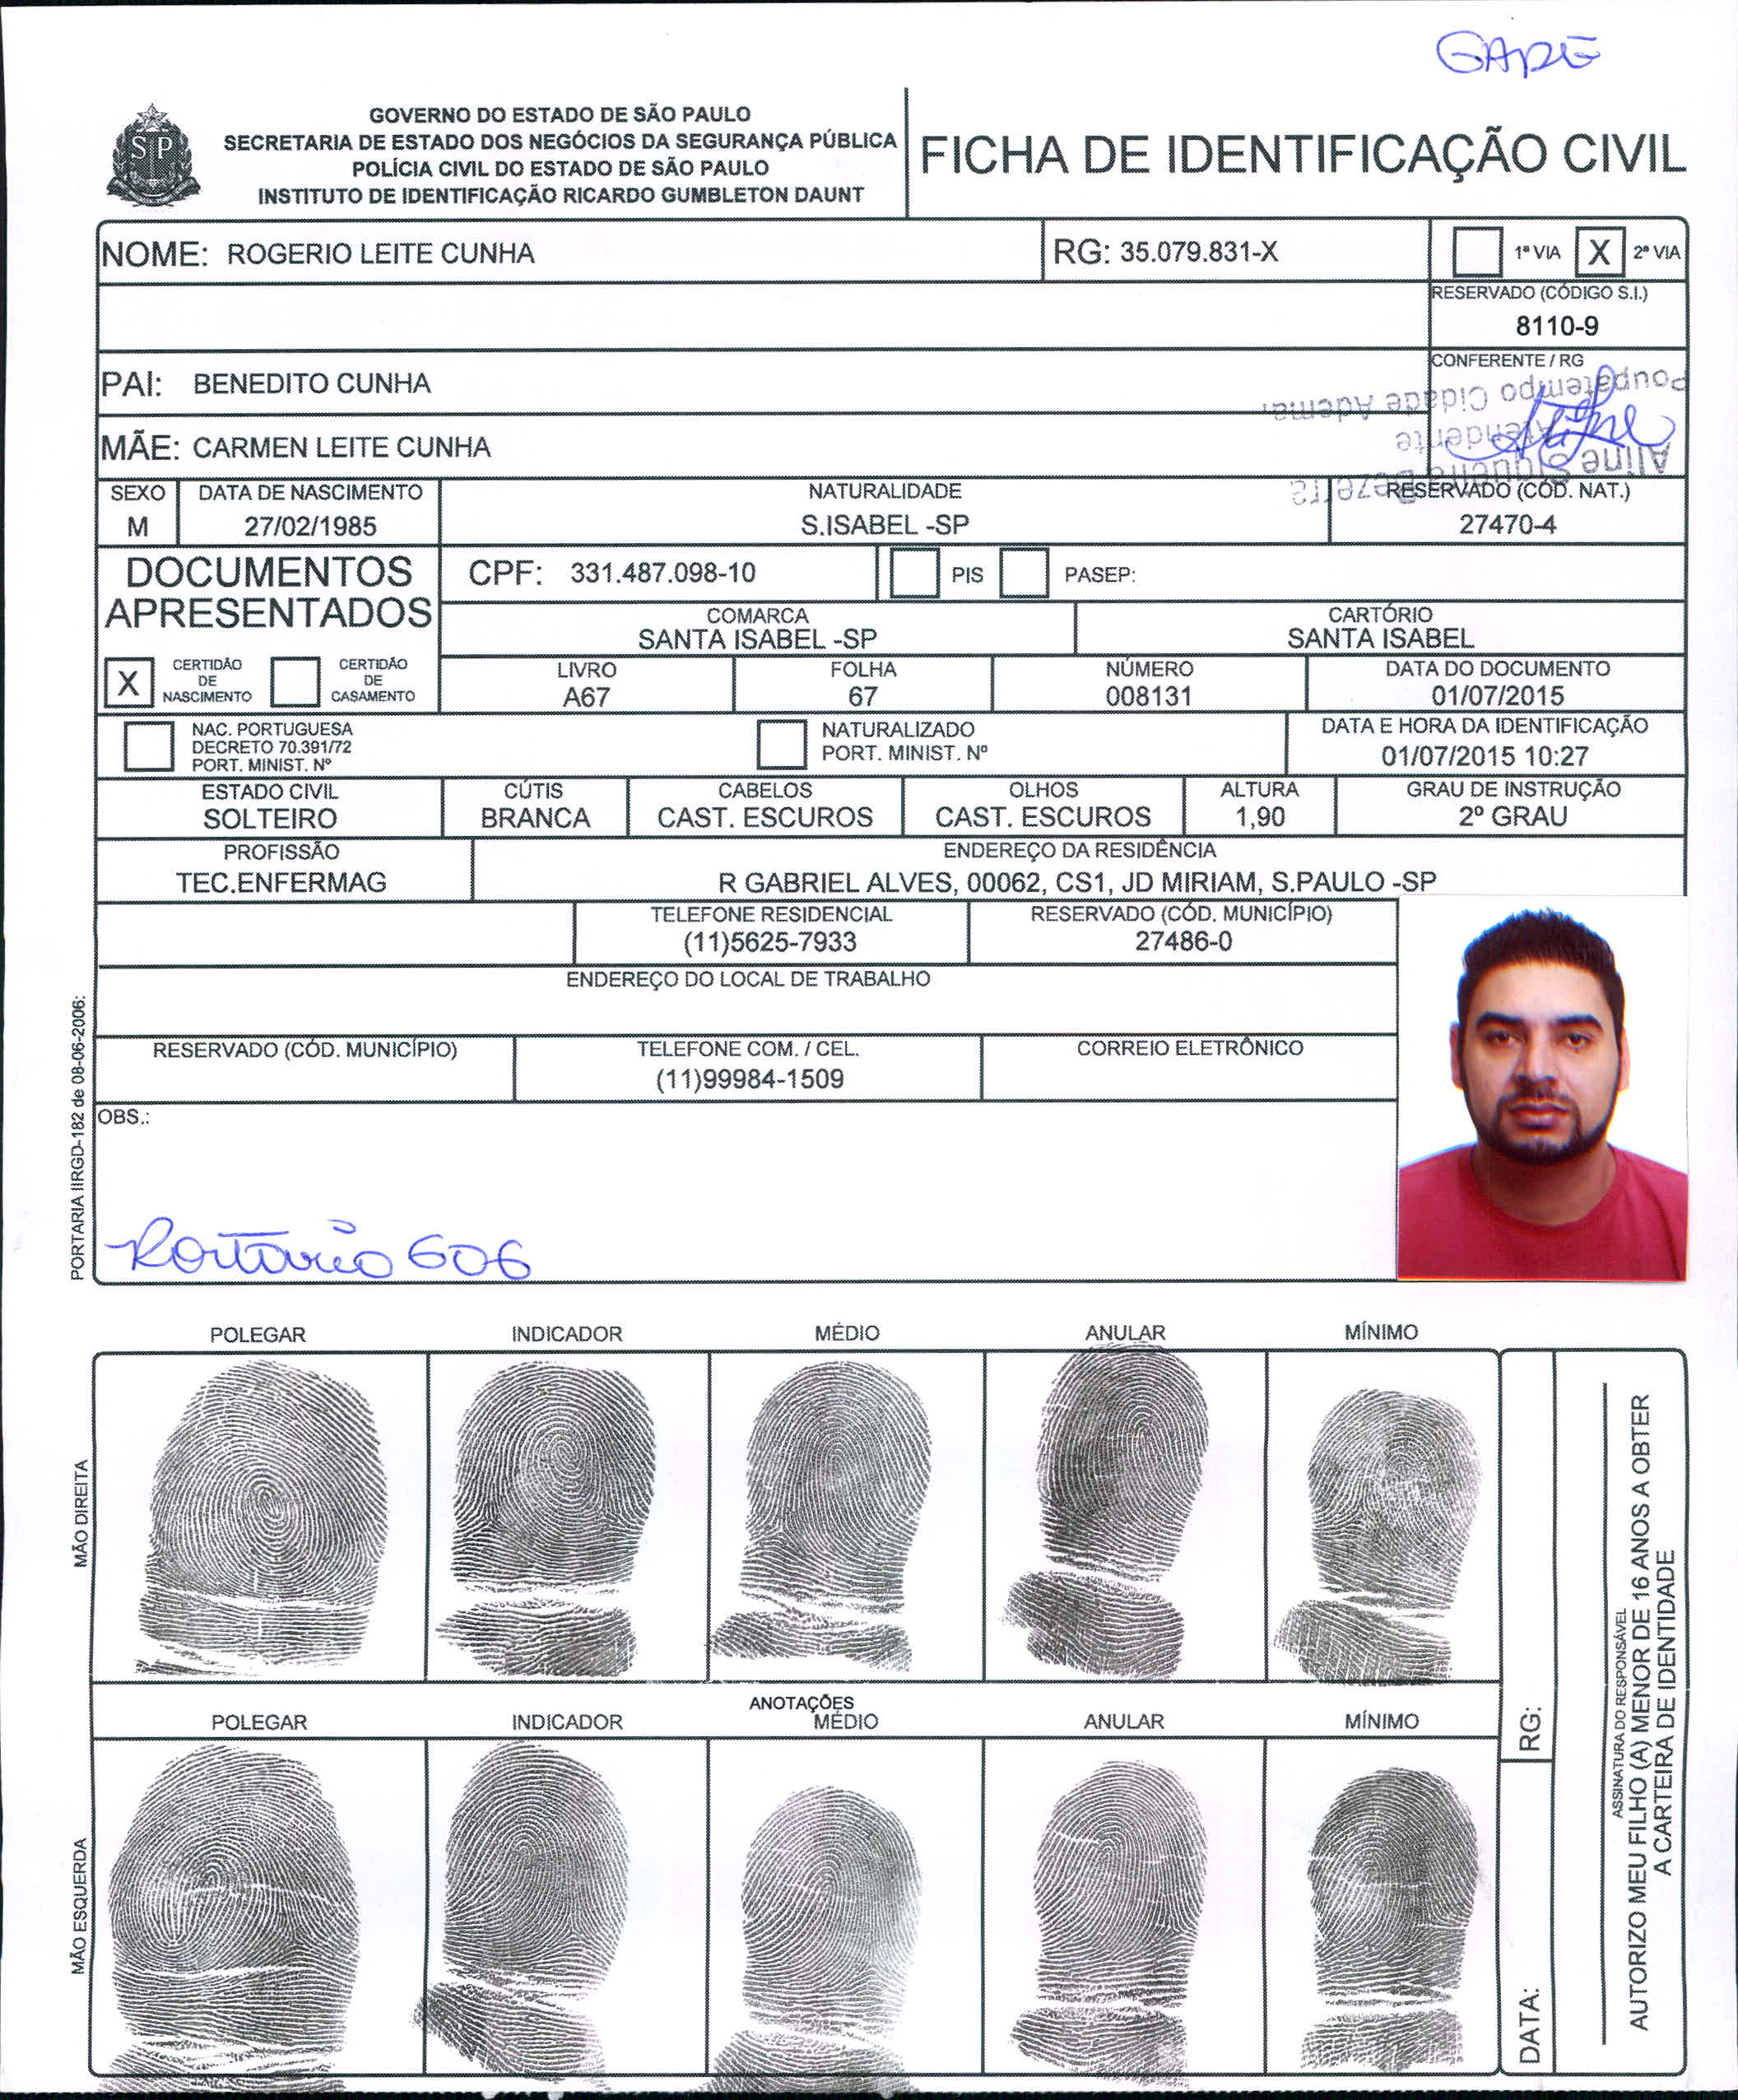 GADE
GOVERNO DO ESTADO DE SÃO PAULO
SECRETARIA DE ESTADO DOS NEGÓCIOS DA SEGURANÇA PÚBLICA
POLÍCIA CIVIL DO ESTADO DE SÃO PAULO
INSTITUTO DE IDENTIFICAÇÃO RICARDO GUMBLETON DAUNT
SP
FICHA DE IDENTIFICAÇÃO CIVIL
NOME: ROGERIO LEITE CUNHA RG: 35.079.831-X 1ª VIA X 2ª VIA
RESERVADO (CÓDIGO S.I.)
8110-9
PAI: BENEDITO CUNHA CONFERENTE / RG
MÃE: CARMEN LEITE CUNHA
Aline Siqueira Bezerra
Atendente
Poupatempo Cidade Ademar
SEXO DATA DE NASCIMENTO NATURALIDADE RESERVADO (CÓD. NAT.)
M 27/02/1985 S.ISABEL -SP 27470-4
DOCUMENTOS
APRESENTADOS
CPF: 331.487.098-10 PIS PASEP:
COMARCA CARTÓRIO
SANTA ISABEL -SP SANTA ISABEL
X CERTIDÃO DE NASCIMENTO CERTIDÃO DE CASAMENTO
LIVRO FOLHA NÚMERO DATA DO DOCUMENTO
A67 67 008131 01/07/2015
NAC. PORTUGUESA
DECRETO 70.391/72
PORT. MINIST. Nº
NATURALIZADO
PORT. MINIST. Nº
DATA E HORA DA IDENTIFICAÇÃO
01/07/2015 10:27
ESTADO CIVIL CÚTIS CABELOS OLHOS ALTURA GRAU DE INSTRUÇÃO
SOLTEIRO BRANCA CAST. ESCUROS CAST. ESCUROS 1,90 2º GRAU
PROFISSÃO ENDEREÇO DA RESIDÊNCIA
TEC.ENFERMAG R GABRIEL ALVES, 00062, CS1, JD MIRIAM, S.PAULO -SP
TELEFONE RESIDENCIAL RESERVADO (CÓD. MUNICÍPIO)
(11)5625-7933 27486-0
ENDEREÇO DO LOCAL DE TRABALHO
RESERVADO (CÓD. MUNICÍPIO) TELEFONE COM. / CEL. CORREIO ELETRÔNICO
(11)99984-1509
OBS.:
606
PORTARIA IIRGD-182 de 08-06-2006:
POLEGAR INDICADOR MÉDIO ANULAR MÍNIMO
MÃO DIREITA
ANOTAÇÕES
POLEGAR INDICADOR MÉDIO ANULAR MÍNIMO
MÃO ESQUERDA
RG:
DATA:
ASSINATURA DO RESPONSÁVEL
AUTORIZO MEU FILHO (A) MENOR DE 16 ANOS A OBTER
A CARTEIRA DE IDENTIDADE